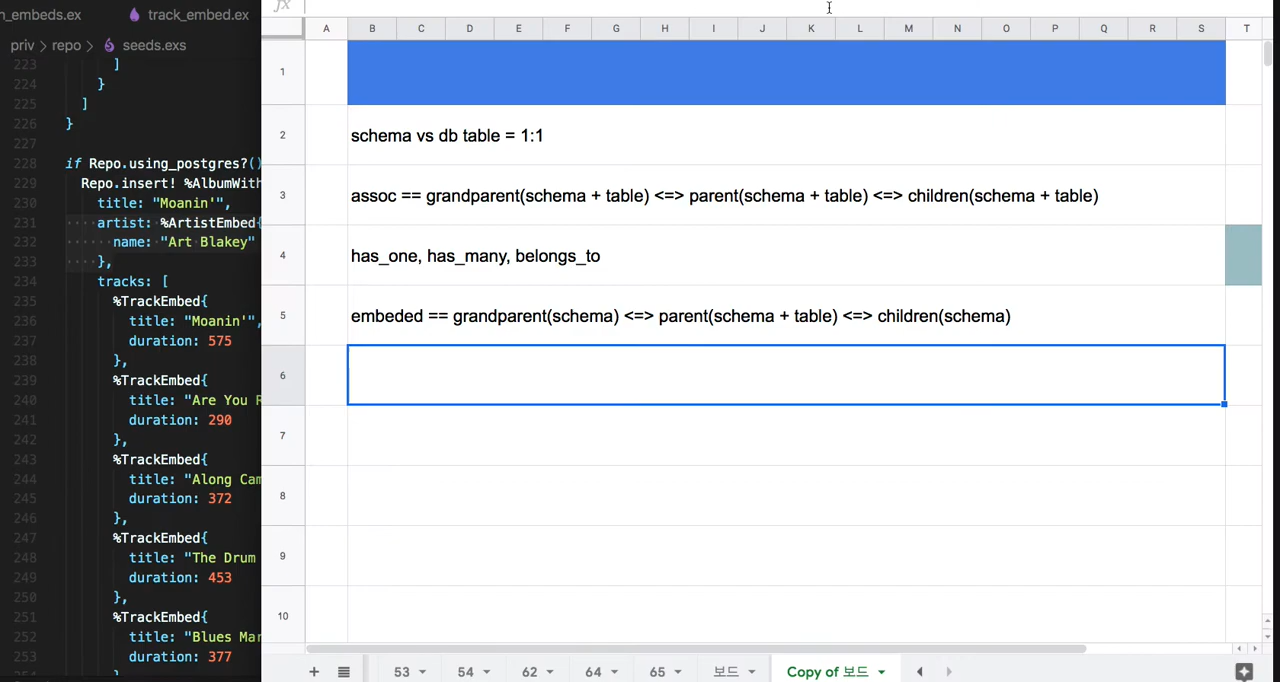 n_embeds.ex track_embed.ex
priv > repo > seeds.exs
223 ]
224 }
225 ]
226 }
227
228 if Repo.using_postgres?()
229 Repo.insert! %AlbumWith
230 title: "Moanin'",
231 artist: %ArtistEmbed{
232 name: "Art Blakey"
233 },
234 tracks: [
235 %TrackEmbed{
236 title: "Moanin'",
237 duration: 575
238 },
239 %TrackEmbed{
240 title: "Are You R
241 duration: 290
242 },
243 %TrackEmbed{
244 title: "Along Cam
245 duration: 372
246 },
247 %TrackEmbed{
248 title: "The Drum
249 duration: 453
250 },
251 %TrackEmbed{
252 title: "Blues Mar
253 duration: 377
fx
A B C D E F G H I J K L M N O P Q R S T
1
2 schema vs db table = 1:1
3 assoc == grandparent(schema + table) <=> parent(schema + table) <=> children(schema + table)
4 has_one, has_many, belongs_to
5 embeded == grandparent(schema) <=> parent(schema + table) <=> children(schema)
6
7
8
9
10
+ 53 54 62 64 65 보드 Copy of 보드